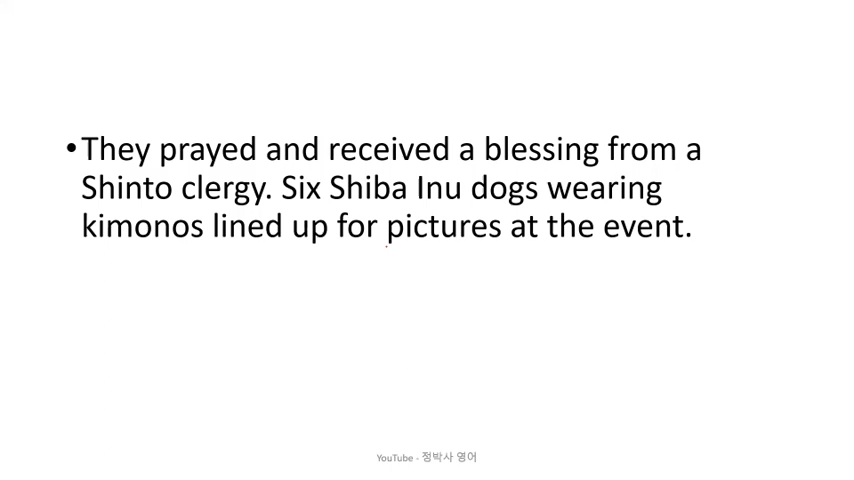 •They prayed and received a blessing from a
Shinto clergy. Six Shiba Inu dogs wearing
kimonos lined up for pictures at the event.
YouTube - 정박사 영어